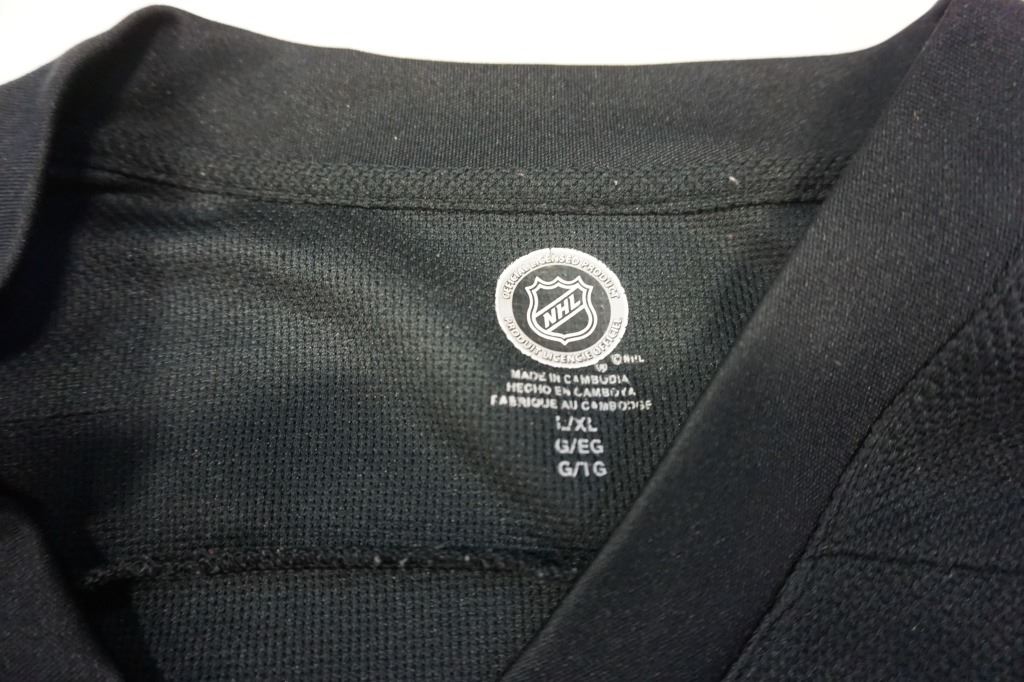 OFFICIAL LICENSED PRODUCT
NHL
PRODUIT LICENCIÉ OFFICIEL
® ©NHL
MADE IN CAMBODIA
HECHO EN CAMBOYA
FABRIQUÉ AU CAMBODGE
L/XL
G/EG
G/TG